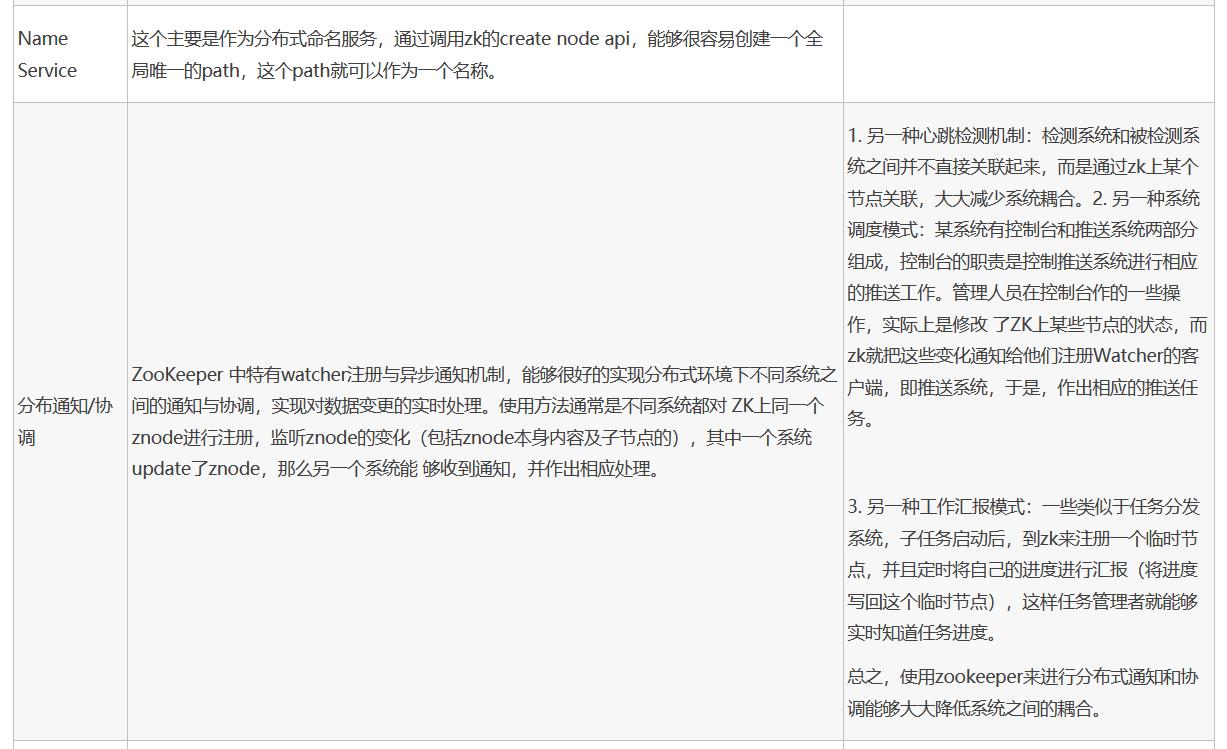 Name
Service
这个主要是作为分布式命名服务，通过调用zk的create node api，能够很容易创建一个全
局唯一的path，这个path就可以作为一个名称。
分布通知/协
调
ZooKeeper 中特有watcher注册与异步通知机制，能够很好的实现分布式环境下不同系统之
间的通知与协调，实现对数据变更的实时处理。使用方法通常是不同系统都对 ZK上同一个
znode进行注册，监听znode的变化（包括znode本身内容及子节点的），其中一个系统
update了znode，那么另一个系统能 够收到通知，并作出相应处理。
1. 另一种心跳检测机制：检测系统和被检测系
统之间并不直接关联起来，而是通过zk上某个
节点关联，大大减少系统耦合。2. 另一种系统
调度模式：某系统有控制台和推送系统两部分
组成，控制台的职责是控制推送系统进行相应
的推送工作。管理人员在控制台作的一些操
作，实际上是修改 了ZK上某些节点的状态，而
zk就把这些变化通知给他们注册Watcher的客
户端，即推送系统，于是，作出相应的推送任
务。
3. 另一种工作汇报模式：一些类似于任务分发
系统，子任务启动后，到zk来注册一个临时节
点，并且定时将自己的进度进行汇报（将进度
写回这个临时节点），这样任务管理者就能够
实时知道任务进度。
总之，使用zookeeper来进行分布式通知和协
调能够大大降低系统之间的耦合。